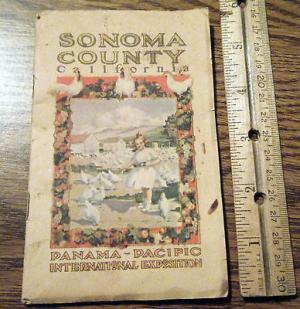 SONOMA
COUNTY
California
PANAMA-PACIFIC
INTERNATIONAL EXPOSITION